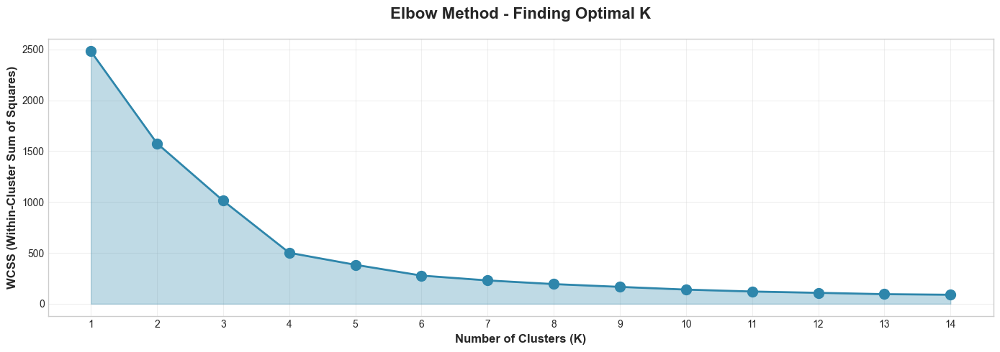 Elbow Method - Finding Optimal K
WCSS (Within-Cluster Sum of Squares)
2500
2000
1500
1000
500
0
1 2 3 4 5 6 7 8 9 10 11 12 13 14
Number of Clusters (K)